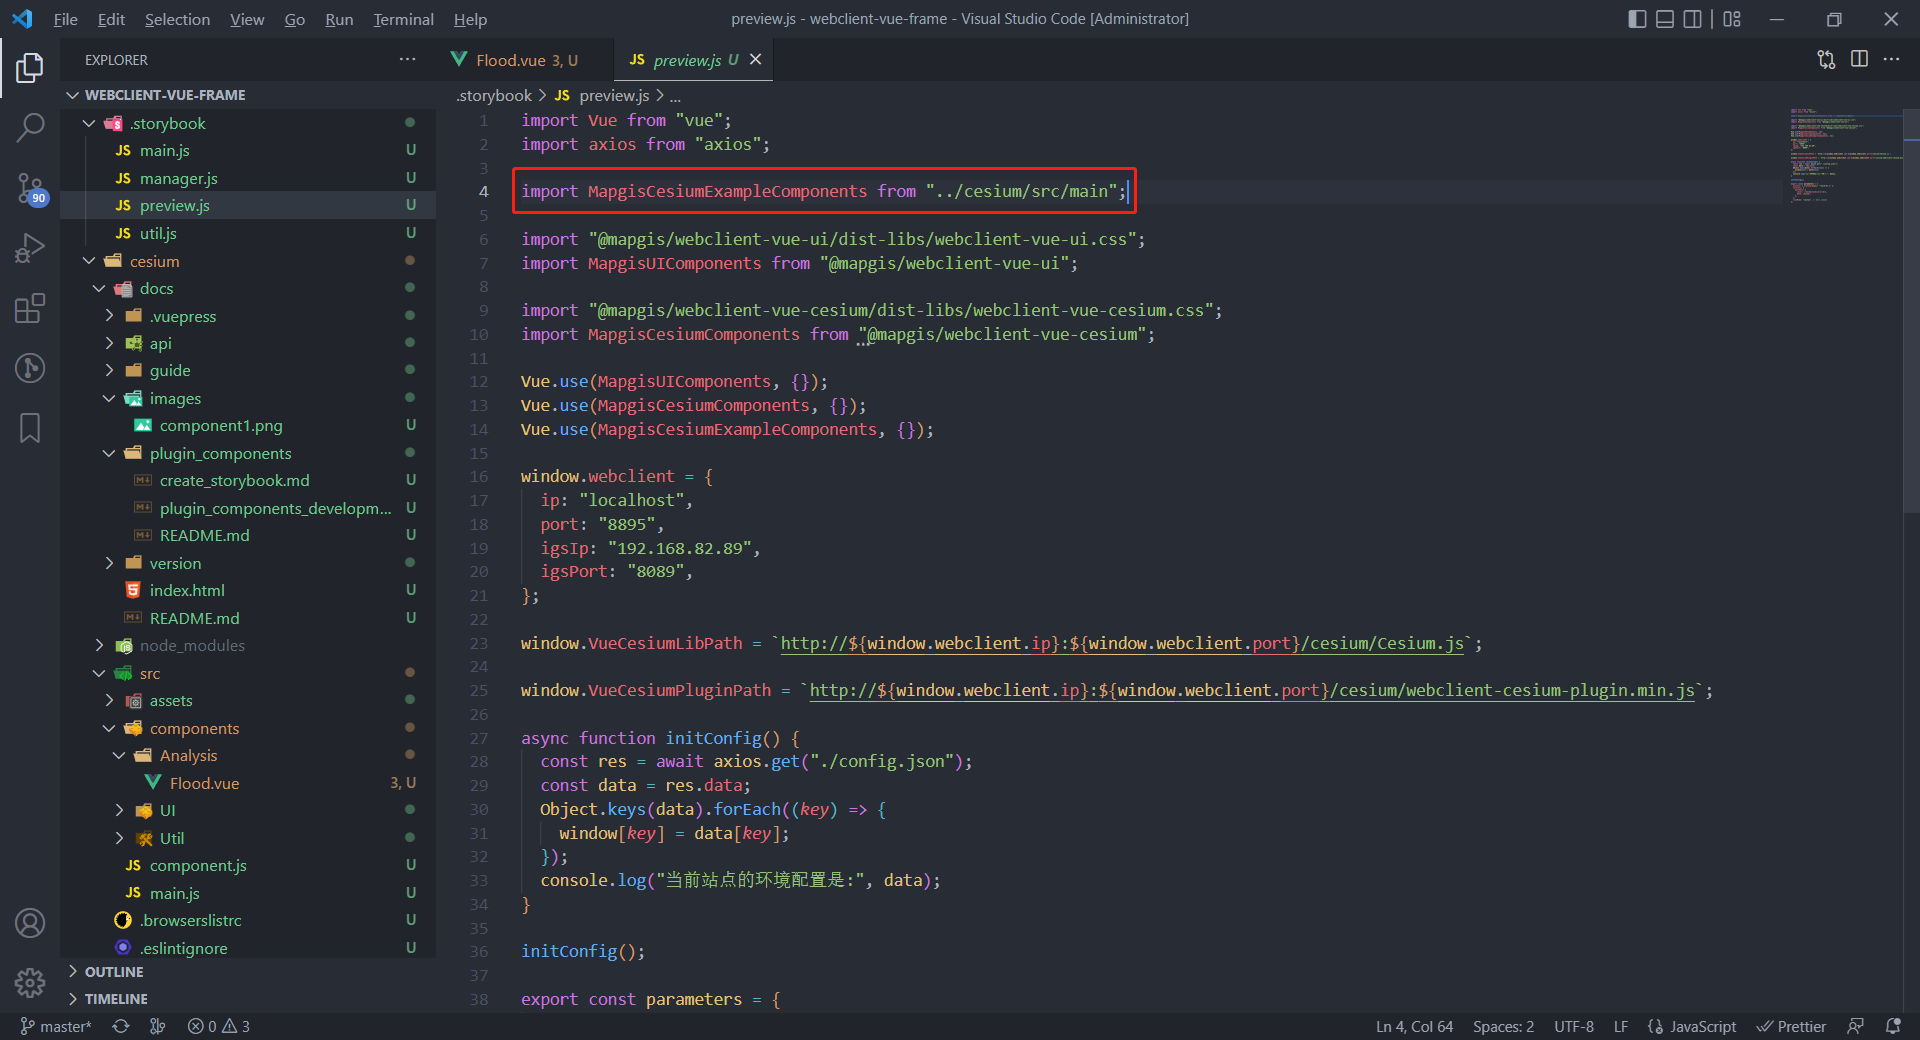 File Edit Selection View Go Run Terminal Help
preview.js - webclient-vue-frame - Visual Studio Code [Administrator]
EXPLORER
WEBCLIENT-VUE-FRAME
.storybook
main.js U
manager.js U
preview.js U
util.js U
cesium
docs
.vuepress
api
guide
images
component1.png U
plugin_components
create_storybook.md U
plugin_components_developm... U
README.md U
version
index.html U
README.md U
node_modules
src
assets
components
Analysis
Flood.vue 3, U
UI
Util
component.js U
main.js U
.browserslistrc U
.eslintignore U
OUTLINE
TIMELINE
90
Flood.vue 3, U
JS preview.js U
.storybook > JS preview.js > ...
1 import Vue from "vue";
2 import axios from "axios";
3
4 import MapgisCesiumExampleComponents from "../cesium/src/main";
5
6 import "@mapgis/webclient-vue-ui/dist-libs/webclient-vue-ui.css";
7 import MapgisUIComponents from "@mapgis/webclient-vue-ui";
8
9 import "@mapgis/webclient-vue-cesium/dist-libs/webclient-vue-cesium.css";
10 import MapgisCesiumComponents from "@mapgis/webclient-vue-cesium";
11
12 Vue.use(MapgisUIComponents, {});
13 Vue.use(MapgisCesiumComponents, {});
14 Vue.use(MapgisCesiumExampleComponents, {});
15
16 window.webclient = {
17 ip: "localhost",
18 port: "8895",
19 igsIp: "192.168.82.89",
20 igsPort: "8089",
21 };
22
23 window.VueCesiumLibPath = `http://${window.webclient.ip}:${window.webclient.port}/cesium/Cesium.js`;
24
25 window.VueCesiumPluginPath = `http://${window.webclient.ip}:${window.webclient.port}/cesium/webclient-cesium-plugin.min.js`;
26
27 async function initConfig() {
28 const res = await axios.get("./config.json");
29 const data = res.data;
30 Object.keys(data).forEach((key) => {
31 window[key] = data[key];
32 });
33 console.log("当前站点的环境配置是:", data);
34 }
35
36 initConfig();
37
38 export const parameters = {
master* 0 3
Ln 4, Col 64 Spaces: 2 UTF-8 LF JavaScript Prettier